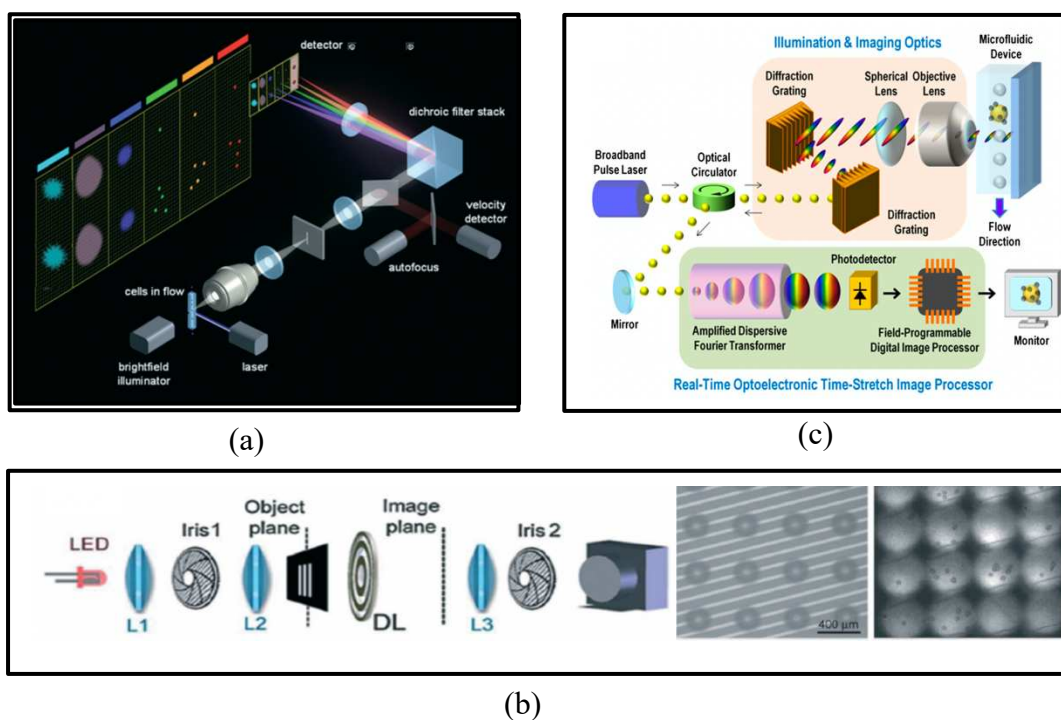 detector
dichroic filter stack
velocity
detector
autofocus
cells in flow
brightfield
illuminator
laser
(a)
Illumination & Imaging Optics
Diffraction
Grating
Spherical
Lens
Objective
Lens
Microfluidic
Device
Broadband
Pulse Laser
Optical
Circulator
Diffraction
Grating
Flow
Direction
Mirror
Photodetector
Amplified Dispersive
Fourier Transformer
Field-Programmable
Digital Image Processor
Monitor
Real-Time Optoelectronic Time-Stretch Image Processor
(c)
LED
L1
Iris1
L2
Object
plane
DL
Image
plane
L3
Iris2
400 µm
(b)